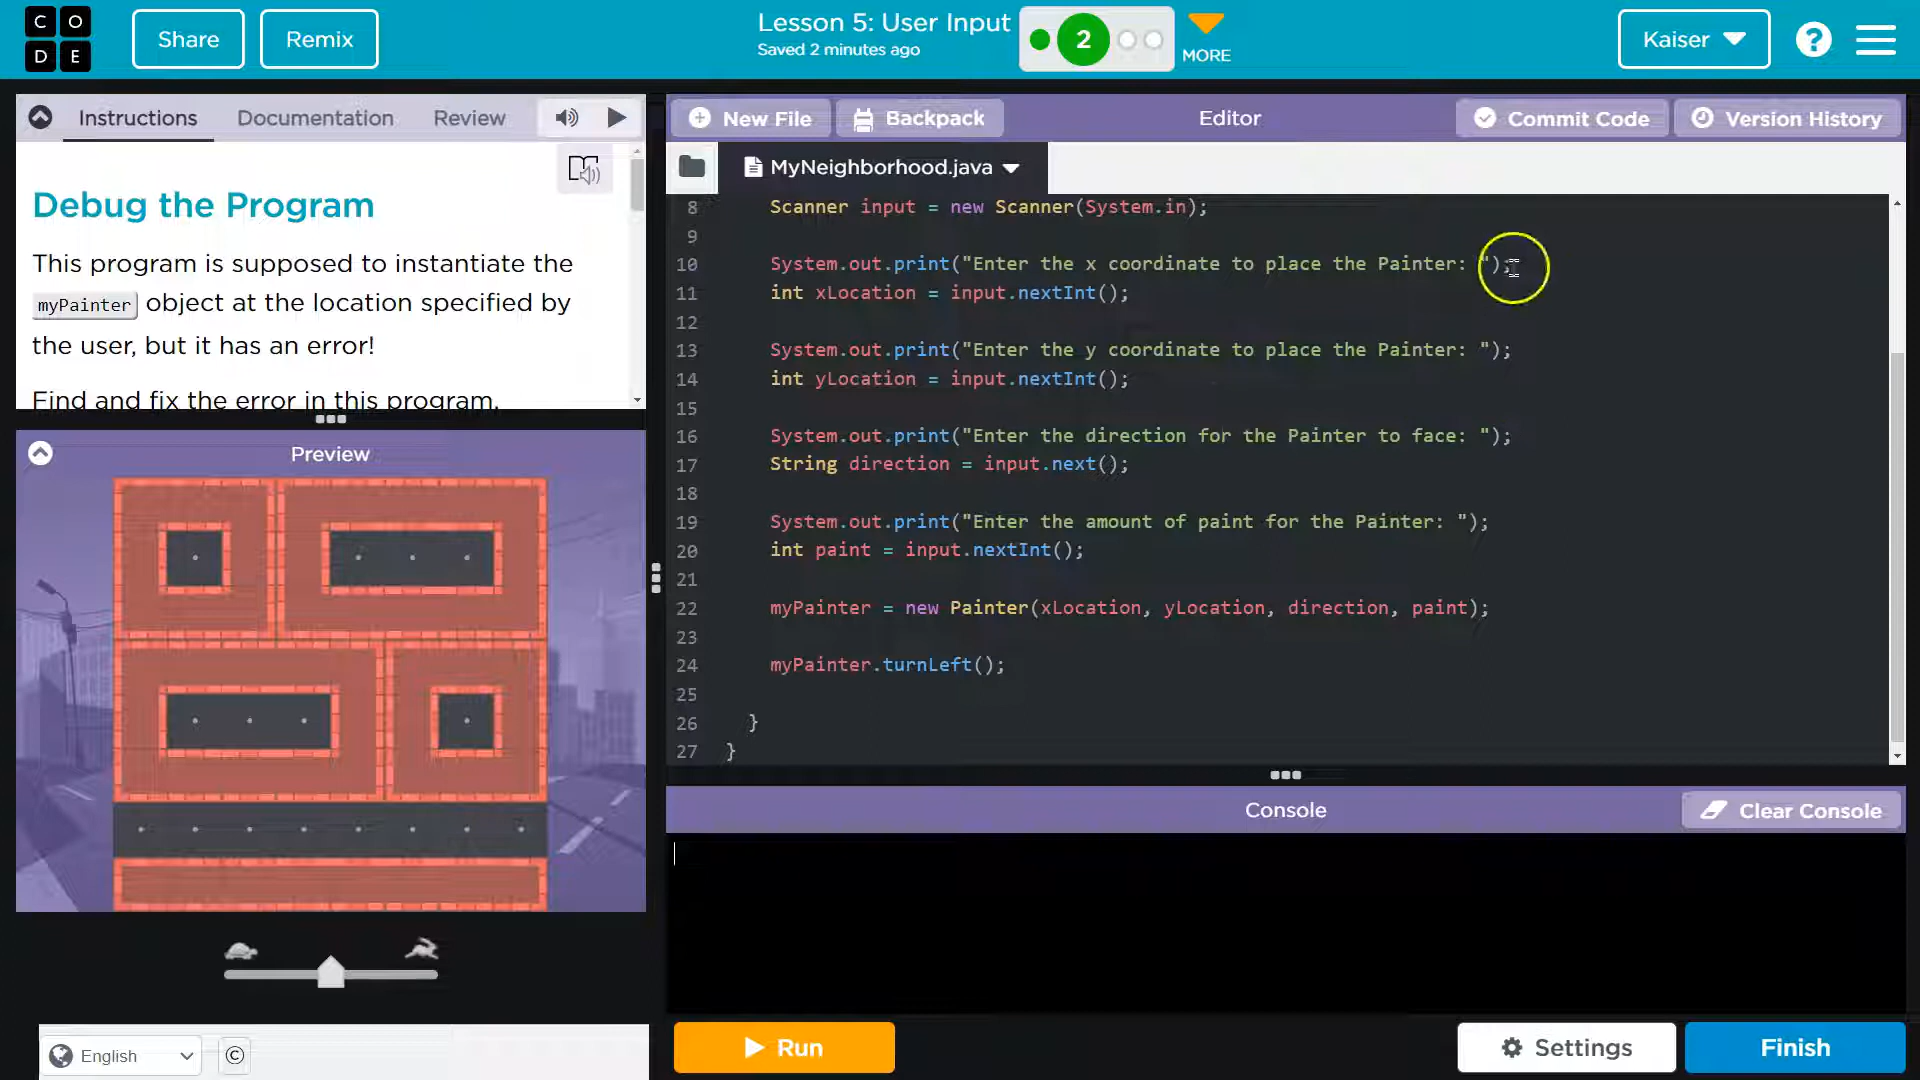 CODE
Share
Remix
Lesson 5: User Input
Saved 2 minutes ago
2
MORE
Kaiser
?
Instructions
Documentation
Review
New File
Backpack
Editor
Commit Code
Version History
MyNeighborhood.java
Debug the Program
This program is supposed to instantiate the
myPainter object at the location specified by
the user, but it has an error!
Find and fix the error in this program.
8 Scanner input = new Scanner(System.in);
9
10 System.out.print("Enter the x coordinate to place the Painter: ");
11 int xLocation = input.nextInt();
12
13 System.out.print("Enter the y coordinate to place the Painter: ");
14 int yLocation = input.nextInt();
15
16 System.out.print("Enter the direction for the Painter to face: ");
17 String direction = input.next();
18
19 System.out.print("Enter the amount of paint for the Painter: ");
20 int paint = input.nextInt();
21
22 myPainter = new Painter(xLocation, yLocation, direction, paint);
23
24 myPainter.turnLeft();
25
26 }
27 }
Preview
Console
Clear Console
English
©
Run
Settings
Finish